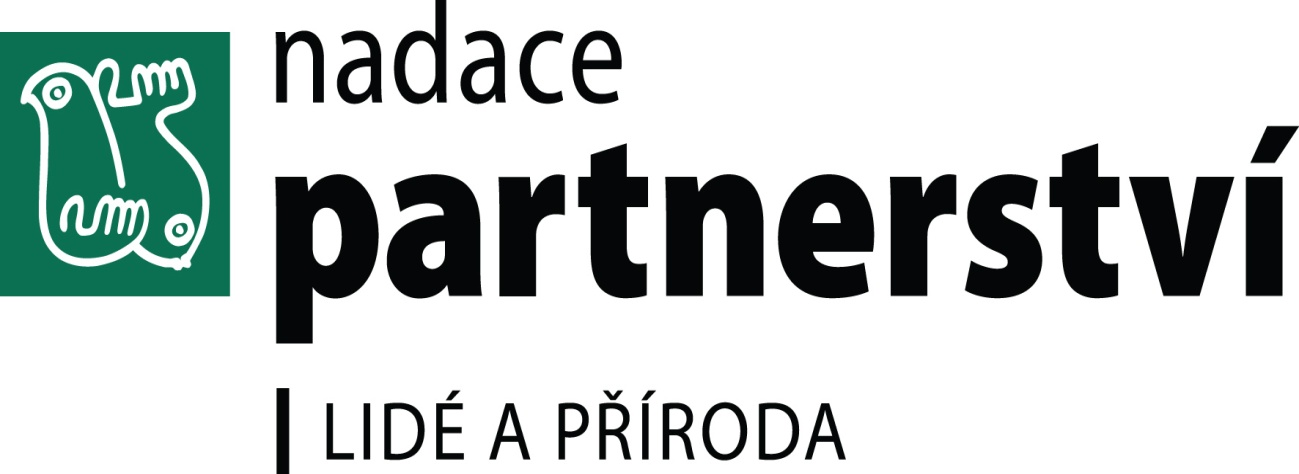 nadace
partnerství
LIDÉ A PŘÍRODA